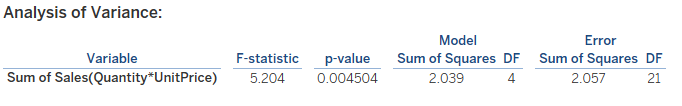 Analysis of Variance:
Model Error
Variable F-statistic p-value Sum of Squares DF Sum of Squares DF
Sum of Sales(Quantity*UnitPrice) 5.204 0.004504 2.039 4 2.057 21